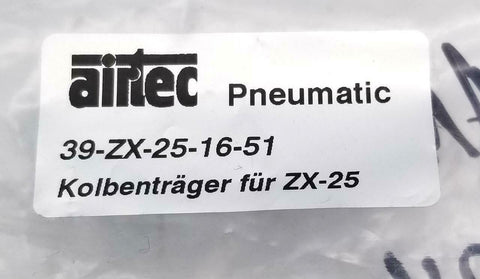 airtec Pneumatic
39-ZX-25-16-51
Kolbenträger für ZX-25